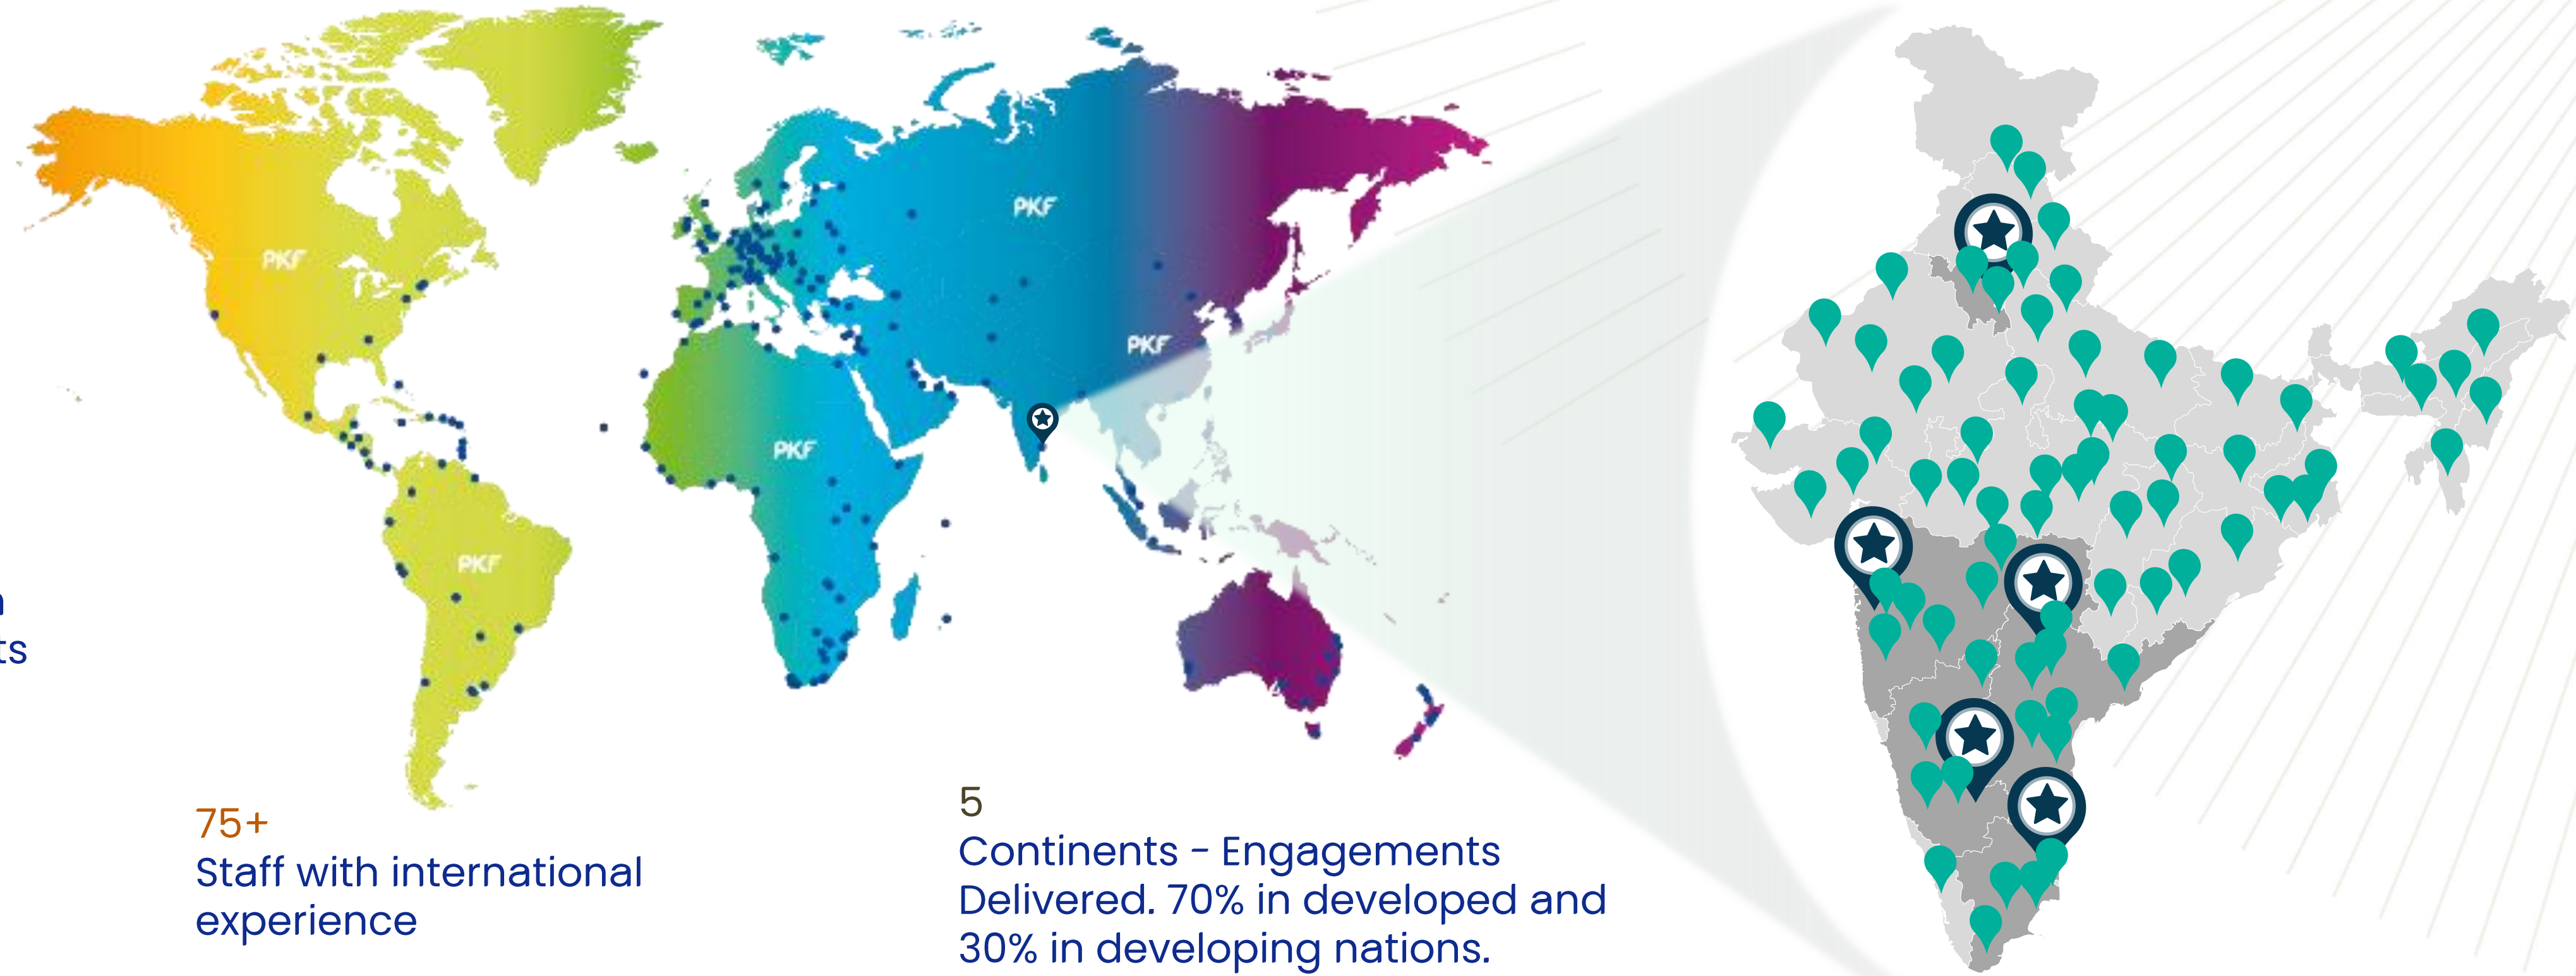 PKF
PKF
PKF
PKF
PKF
ts
75+
Staff with international
experience
5
Continents - Engagements
Delivered. 70% in developed and
30% in developing nations.